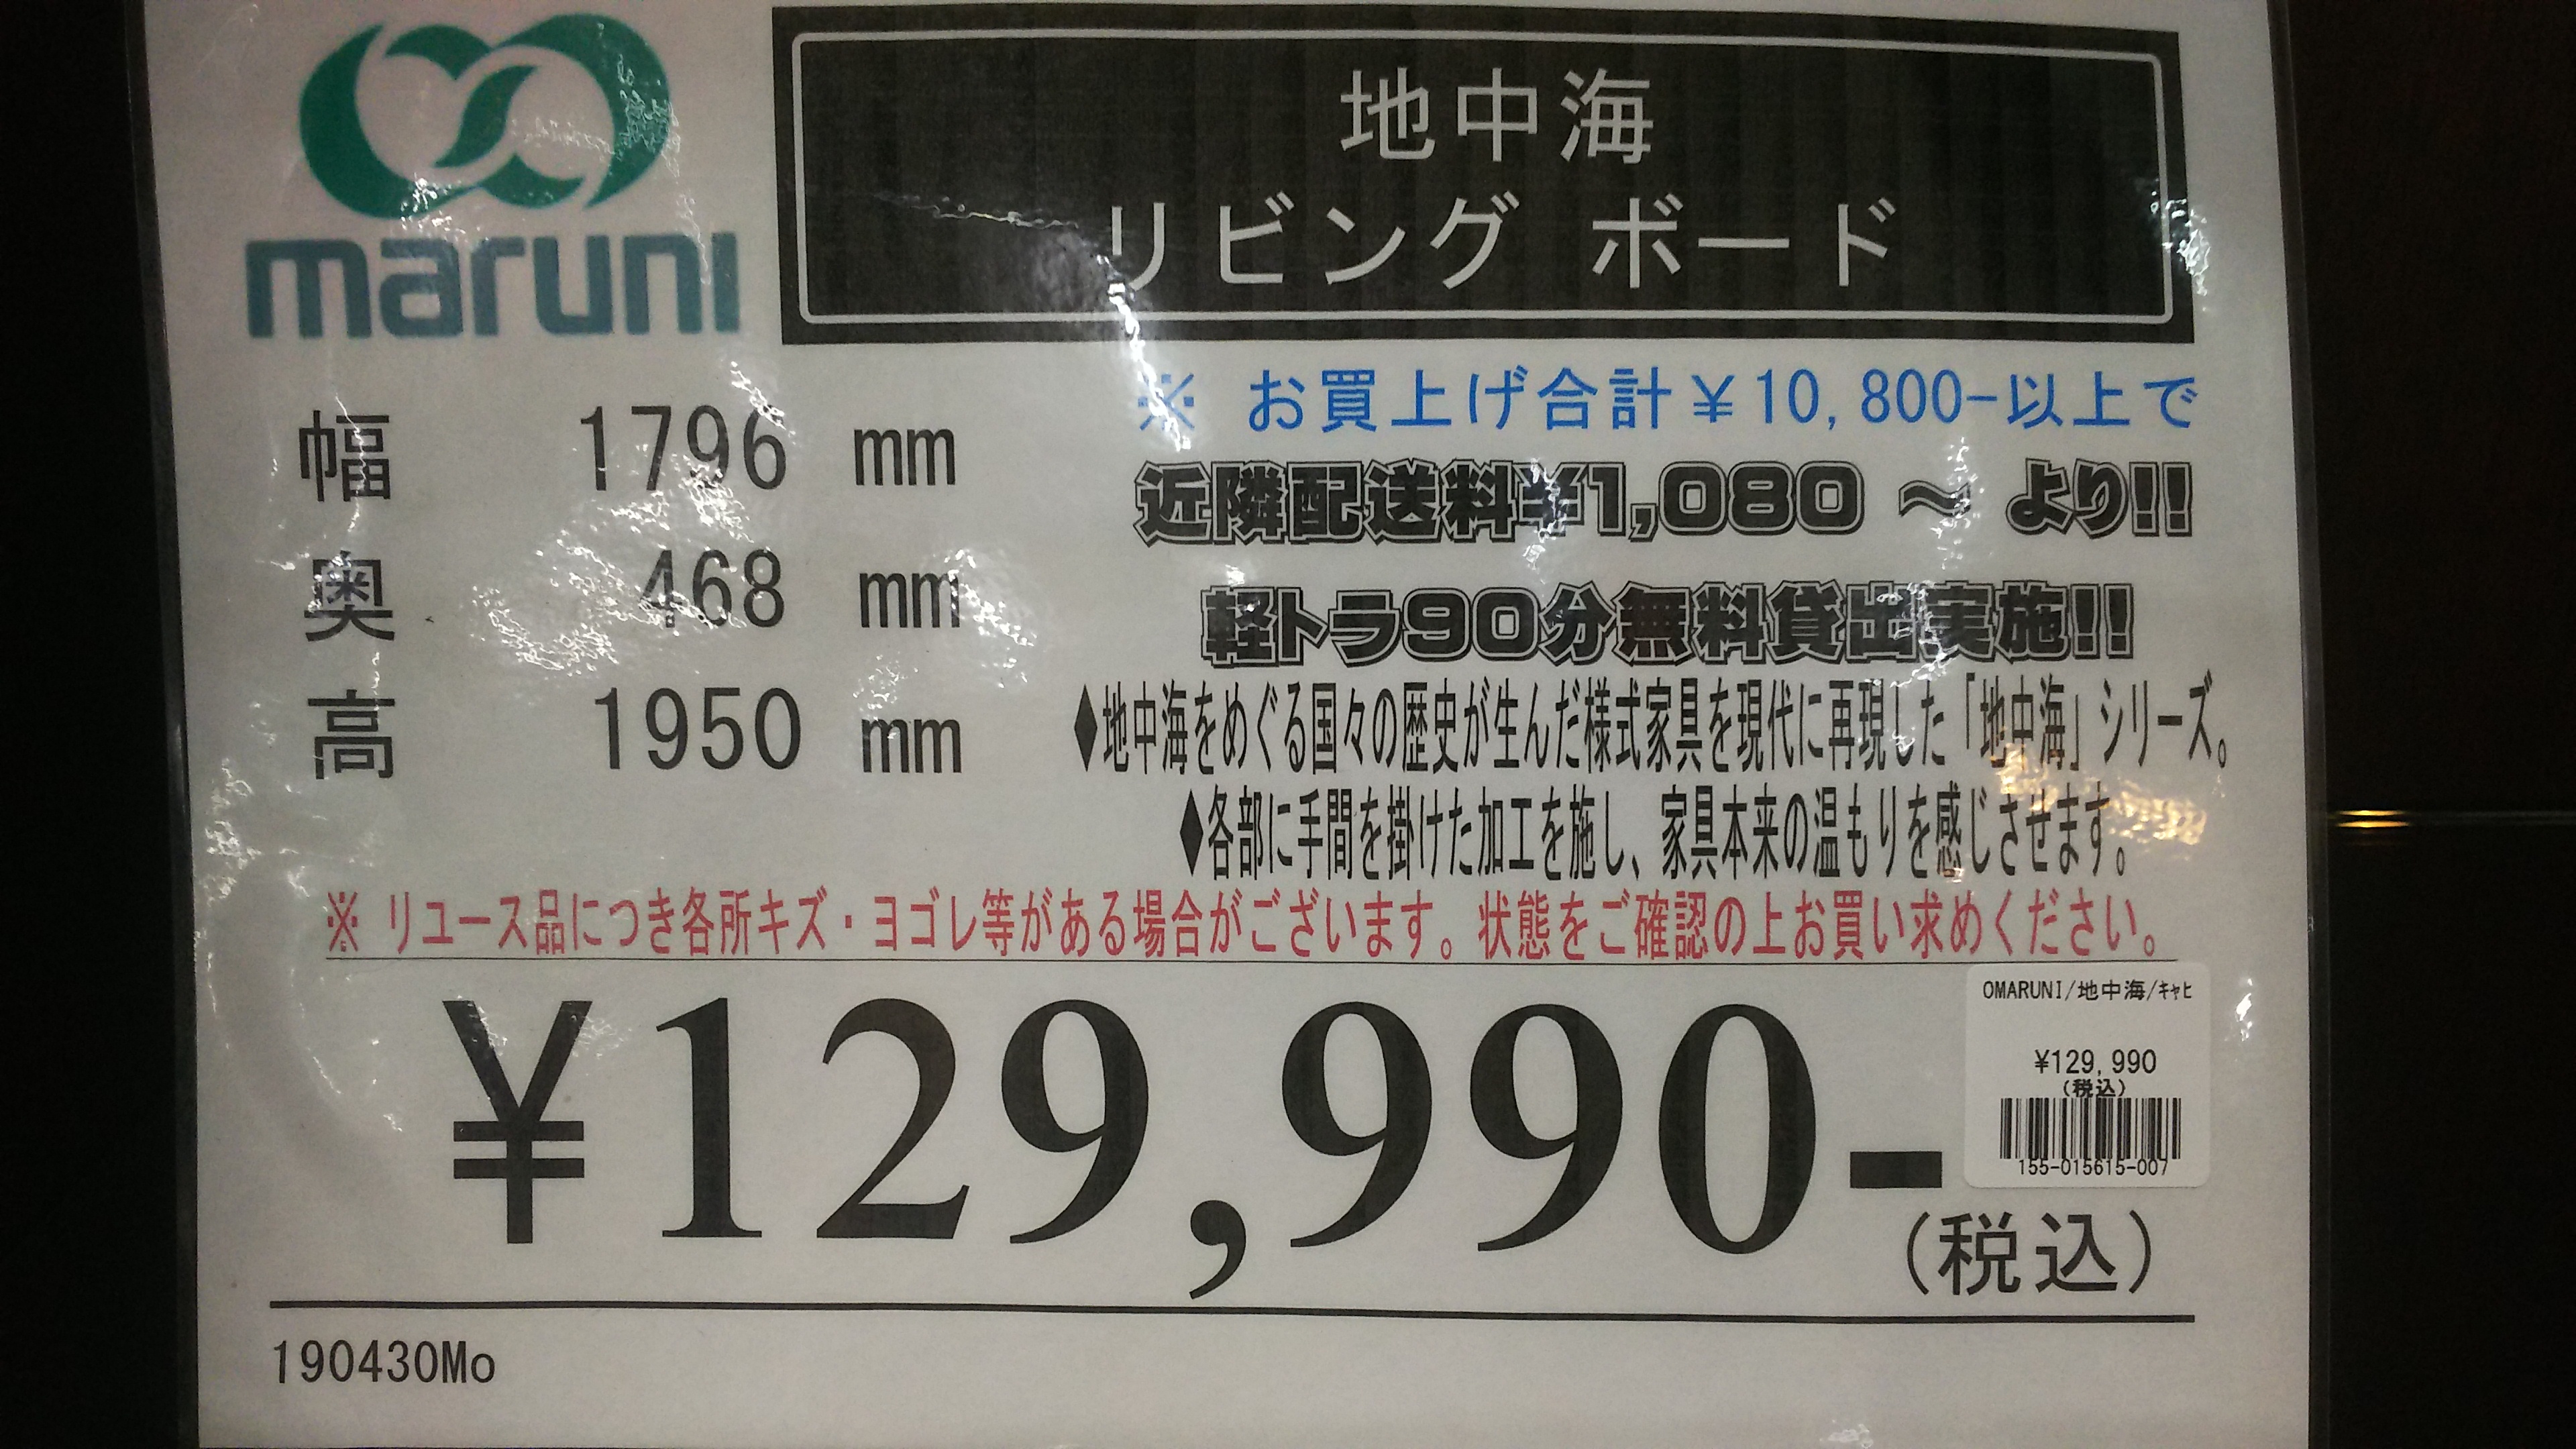 maruni
地中海
リビング ボード
幅 1796 mm
奥 468 mm
高 1950 mm
※ お買上げ合計￥10,800-以上で
近隣配送料¥1,080 ～ より!!
軽トラ90分無料貸出実施!!
◆地中海をめぐる国々の歴史が生んだ様式家具を現代に再現した「地中海」シリーズ。
◆各部に手間を掛けた加工を施し、家具本来の温もりを感じさせます。
※ リユース品につき各所キズ・ヨゴレ等がある場合がございます。状態をご確認の上お買い求めください。
¥129,990-
(税込)
OMARUNI/地中海/ｷｬﾋ
¥129,990
(税込)
155-015615-007
190430Mo